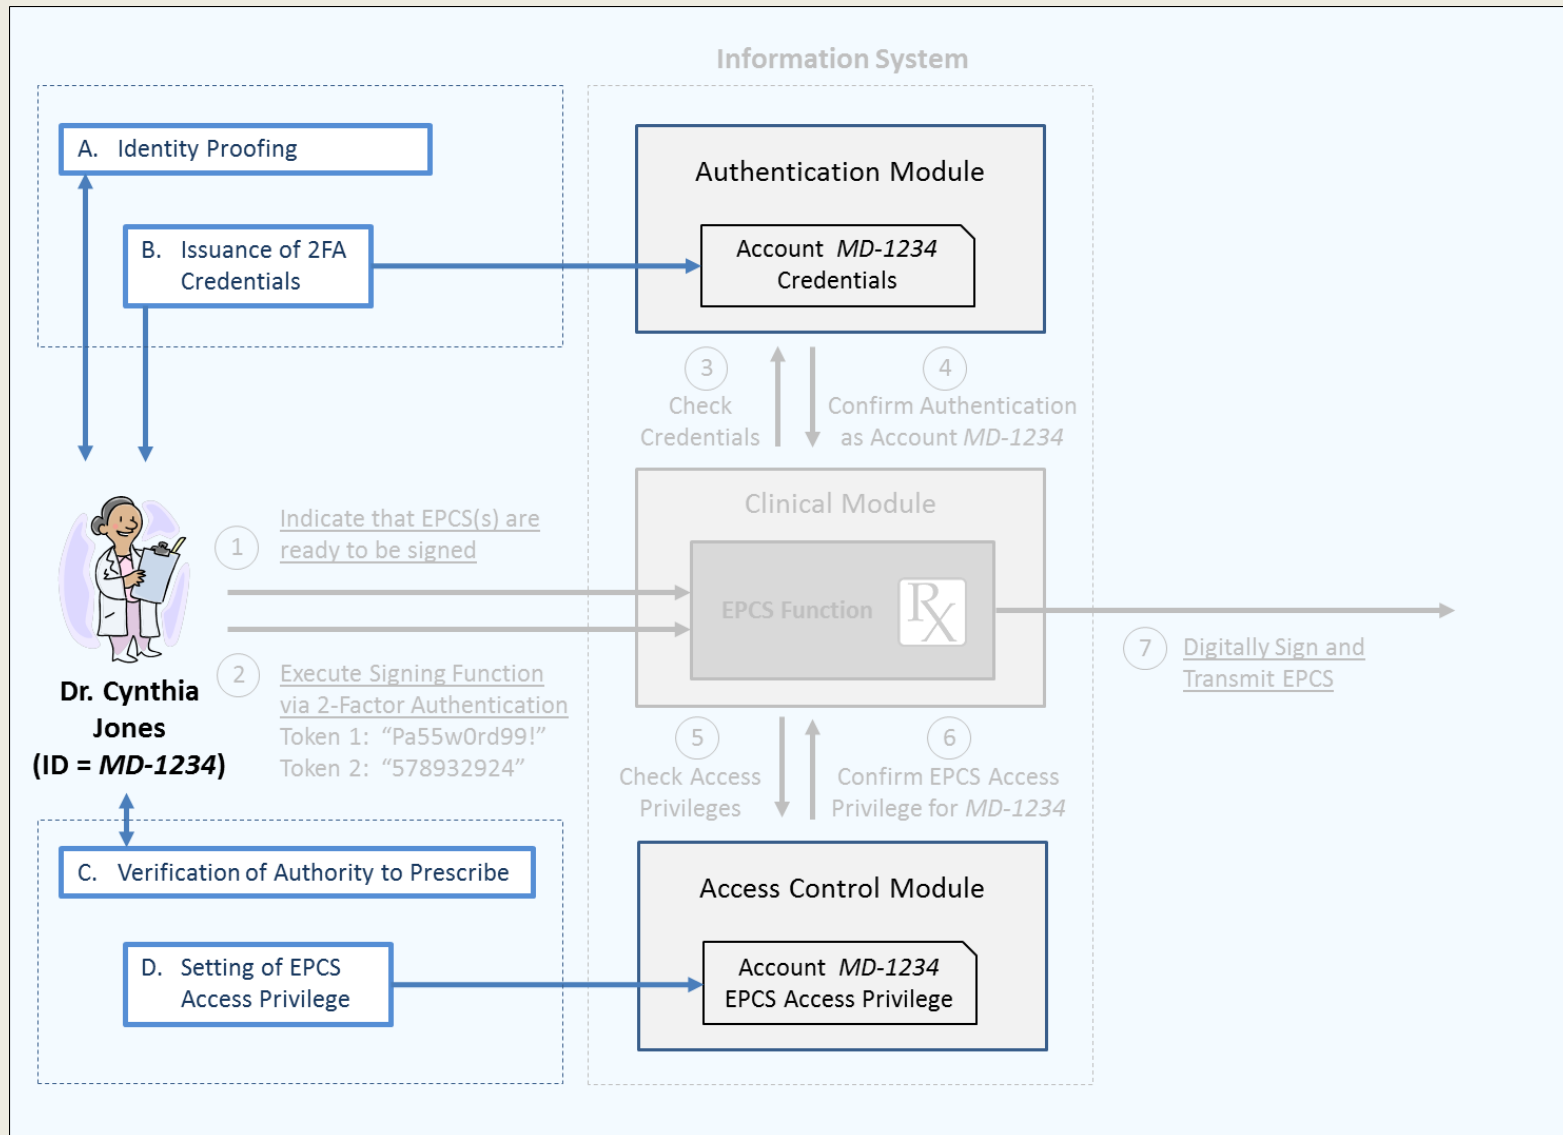 Information System
A. Identity Proofing
B. Issuance of 2FA
Credentials
Authentication Module
Account MD-1234
Credentials
3
Check
Credentials
4
Confirm Authentication
as Account MD-1234
Dr. Cynthia
Jones
(ID = MD-1234)
1
Indicate that EPCS(s) are
ready to be signed
2
Execute Signing Function
via 2-Factor Authentication
Token 1: “Pa55w0rd99!”
Token 2: “578932924”
Clinical Module
EPCS Function
Rx
7
Digitally Sign and
Transmit EPCS
5
Check Access
Privileges
6
Confirm EPCS Access
Privilege for MD-1234
C. Verification of Authority to Prescribe
D. Setting of EPCS
Access Privilege
Access Control Module
Account MD-1234
EPCS Access Privilege